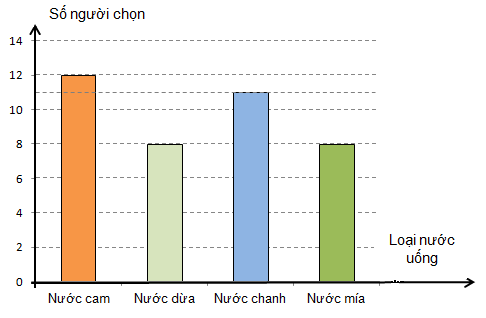 Số người chọn
14
12
10
8
6
4
2
0
Loại nước
uống
Nước cam Nước dừa Nước chanh Nước mía